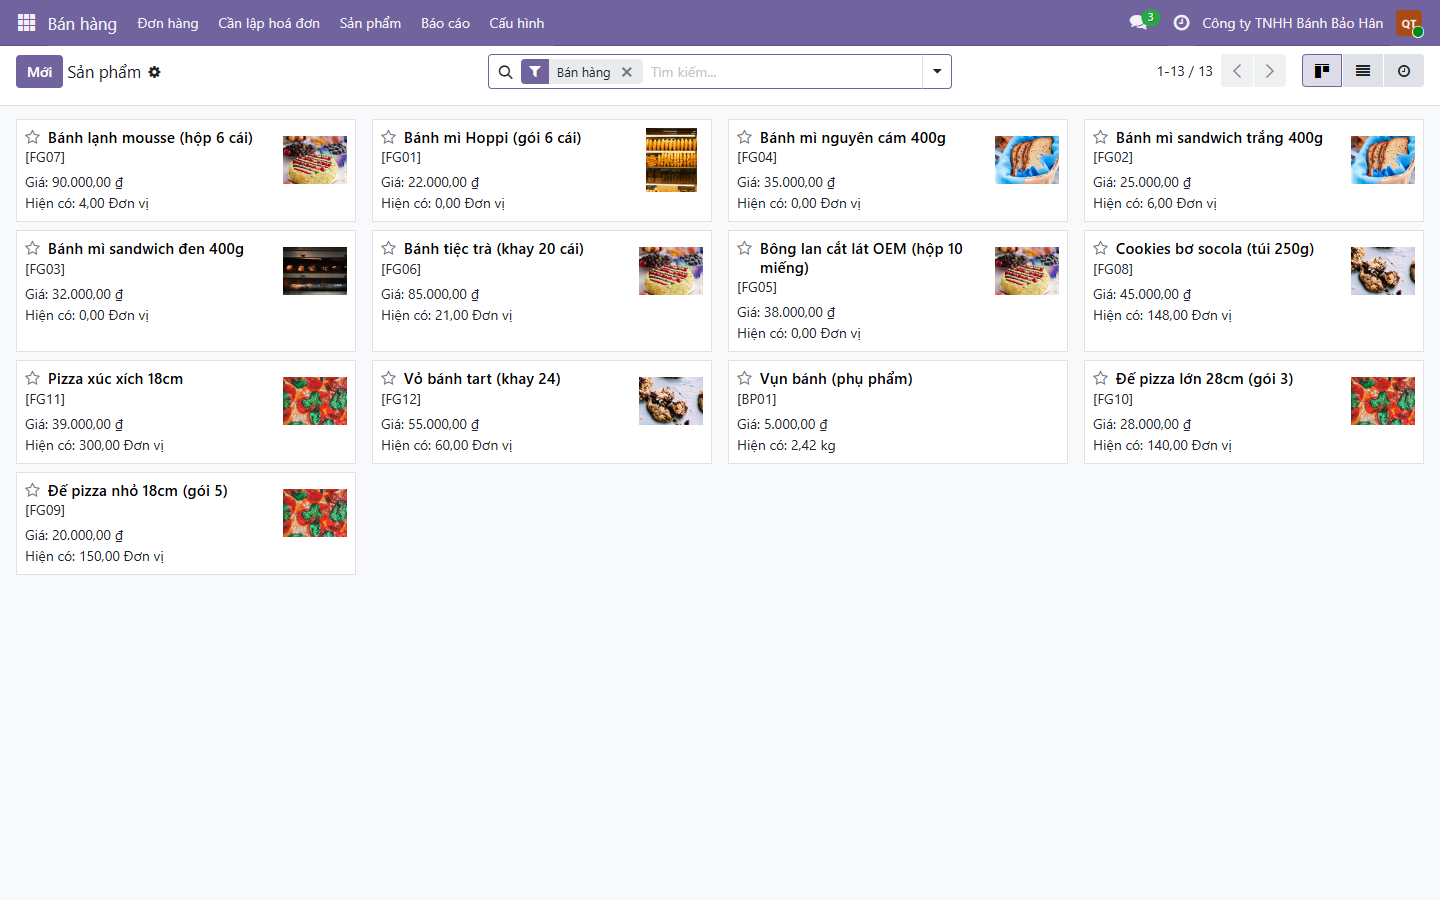 Bán hàng
Đơn hàng
Cần lập hoá đơn
Sản phẩm
Báo cáo
Cấu hình
3
Công ty TNHH Bánh Bảo Hân
QT
Mới
Sản phẩm
Bán hàng
Tìm kiếm...
1-13 / 13
Bánh lạnh mousse (hộp 6 cái)
[FG07]
Giá: 90.000,00 ₫
Hiện có: 4,00 Đơn vị
Bánh mì Hoppi (gói 6 cái)
[FG01]
Giá: 22.000,00 ₫
Hiện có: 0,00 Đơn vị
Bánh mì nguyên cám 400g
[FG04]
Giá: 35.000,00 ₫
Hiện có: 0,00 Đơn vị
Bánh mì sandwich trắng 400g
[FG02]
Giá: 25.000,00 ₫
Hiện có: 6,00 Đơn vị
Bánh mì sandwich đen 400g
[FG03]
Giá: 32.000,00 ₫
Hiện có: 0,00 Đơn vị
Bánh tiệc trà (khay 20 cái)
[FG06]
Giá: 85.000,00 ₫
Hiện có: 21,00 Đơn vị
Bông lan cắt lát OEM (hộp 10
miếng)
[FG05]
Giá: 38.000,00 ₫
Hiện có: 0,00 Đơn vị
Cookies bơ socola (túi 250g)
[FG08]
Giá: 45.000,00 ₫
Hiện có: 148,00 Đơn vị
Pizza xúc xích 18cm
[FG11]
Giá: 39.000,00 ₫
Hiện có: 300,00 Đơn vị
Vỏ bánh tart (khay 24)
[FG12]
Giá: 55.000,00 ₫
Hiện có: 60,00 Đơn vị
Vụn bánh (phụ phẩm)
[BP01]
Giá: 5.000,00 ₫
Hiện có: 2,42 kg
Đế pizza lớn 28cm (gói 3)
[FG10]
Giá: 28.000,00 ₫
Hiện có: 140,00 Đơn vị
Đế pizza nhỏ 18cm (gói 5)
[FG09]
Giá: 20.000,00 ₫
Hiện có: 150,00 Đơn vị